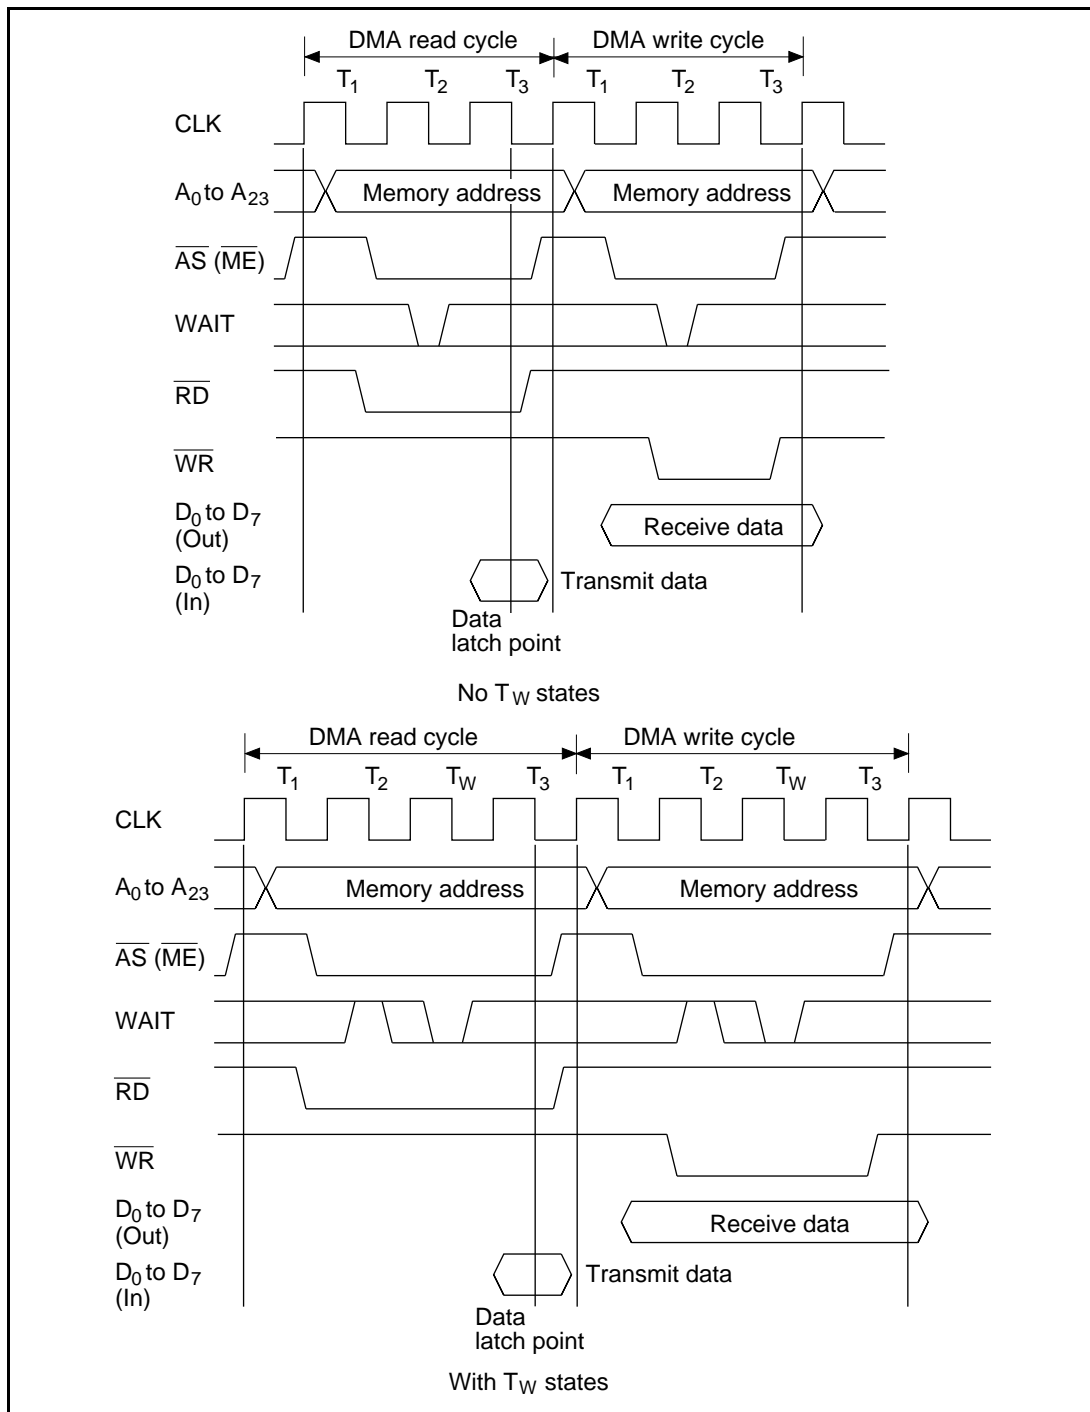 DMA read cycle DMA write cycle
T1 T2 T3 T1 T2 T3
CLK
A0 to A23 Memory address Memory address
AS (ME)
WAIT
RD
WR
D0 to D7 Receive data
(Out)
D0 to D7 Transmit data
(In)
Data
latch point
No TW states
DMA read cycle DMA write cycle
T1 T2 TW T3 T1 T2 TW T3
CLK
A0 to A23 Memory address Memory address
AS (ME)
WAIT
RD
WR
D0 to D7 Receive data
(Out)
D0 to D7 Transmit data
(In)
Data
latch point
With TW states